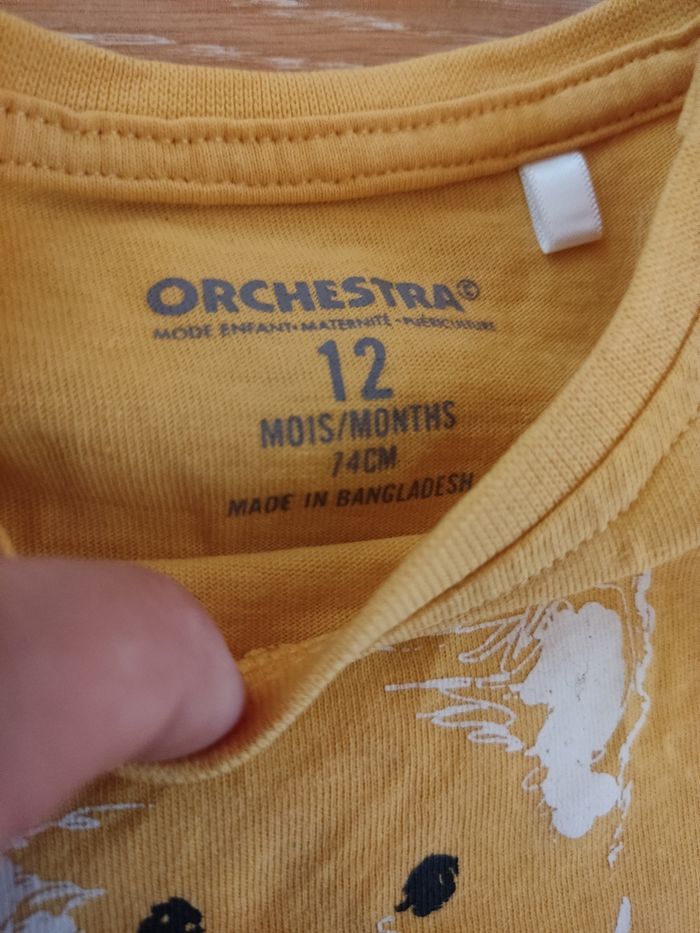 ORCHESTRA©
MODE ENFANT • MATERNITÉ • PUÉRICULTURE
12
MOIS/MONTHS
74CM
MADE IN BANGLADESH